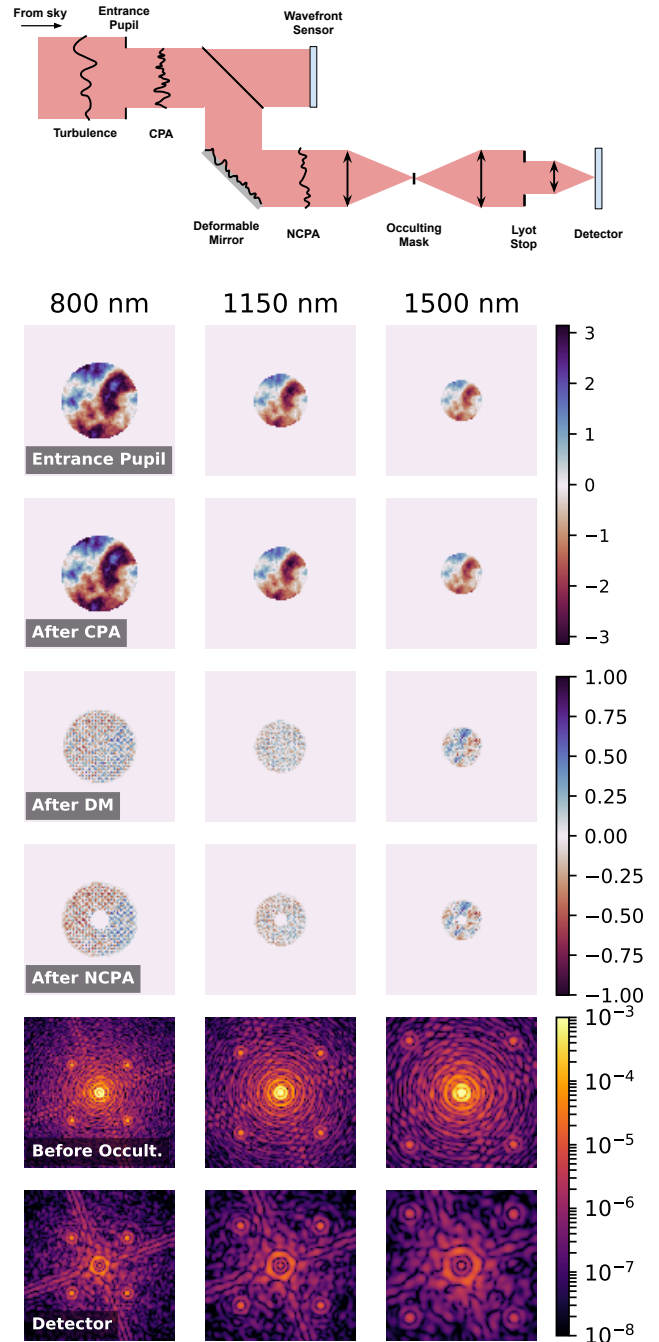 From sky
Entrance
Pupil
Wavefront
Sensor
Turbulence
CPA
Deformable
Mirror
NCPA
Occulting
Mask
Lyot
Stop
Detector
800 nm
1150 nm
1500 nm
Entrance Pupil
3
2
1
0
−1
−2
−3
After CPA
After DM
1.00
0.75
0.50
0.25
0.00
−0.25
−0.50
−0.75
−1.00
After NCPA
Before Occult.
10⁻³
10⁻⁴
10⁻⁵
10⁻⁶
10⁻⁷
10⁻⁸
Detector